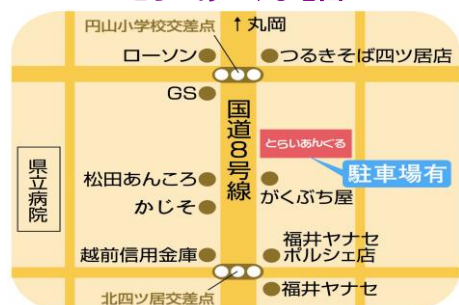 円山小学校交差点
↑丸岡
ローソン
つるきそば四ツ居店
GS
国道8号線
とらいあんぐる
駐車場有
県立病院
松田あんころ
がくぶち屋
かじそ
福井ヤナセ
ポルシェ店
越前信用金庫
北四ツ居交差点
福井ヤナセ